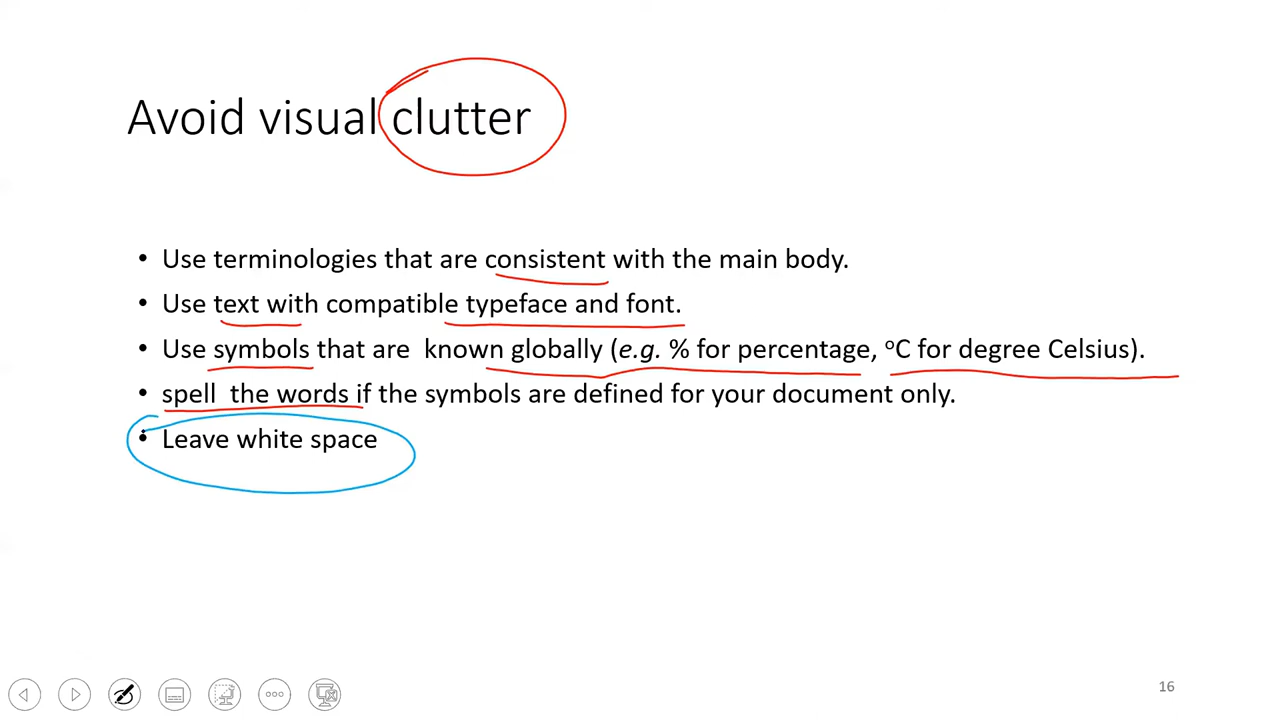 Avoid visual clutter
• Use terminologies that are consistent with the main body.
• Use text with compatible typeface and font.
• Use symbols that are  known globally (e.g. % for percentage, ᵒC for degree Celsius).
• spell  the words if the symbols are defined for your document only.
• Leave white space
16